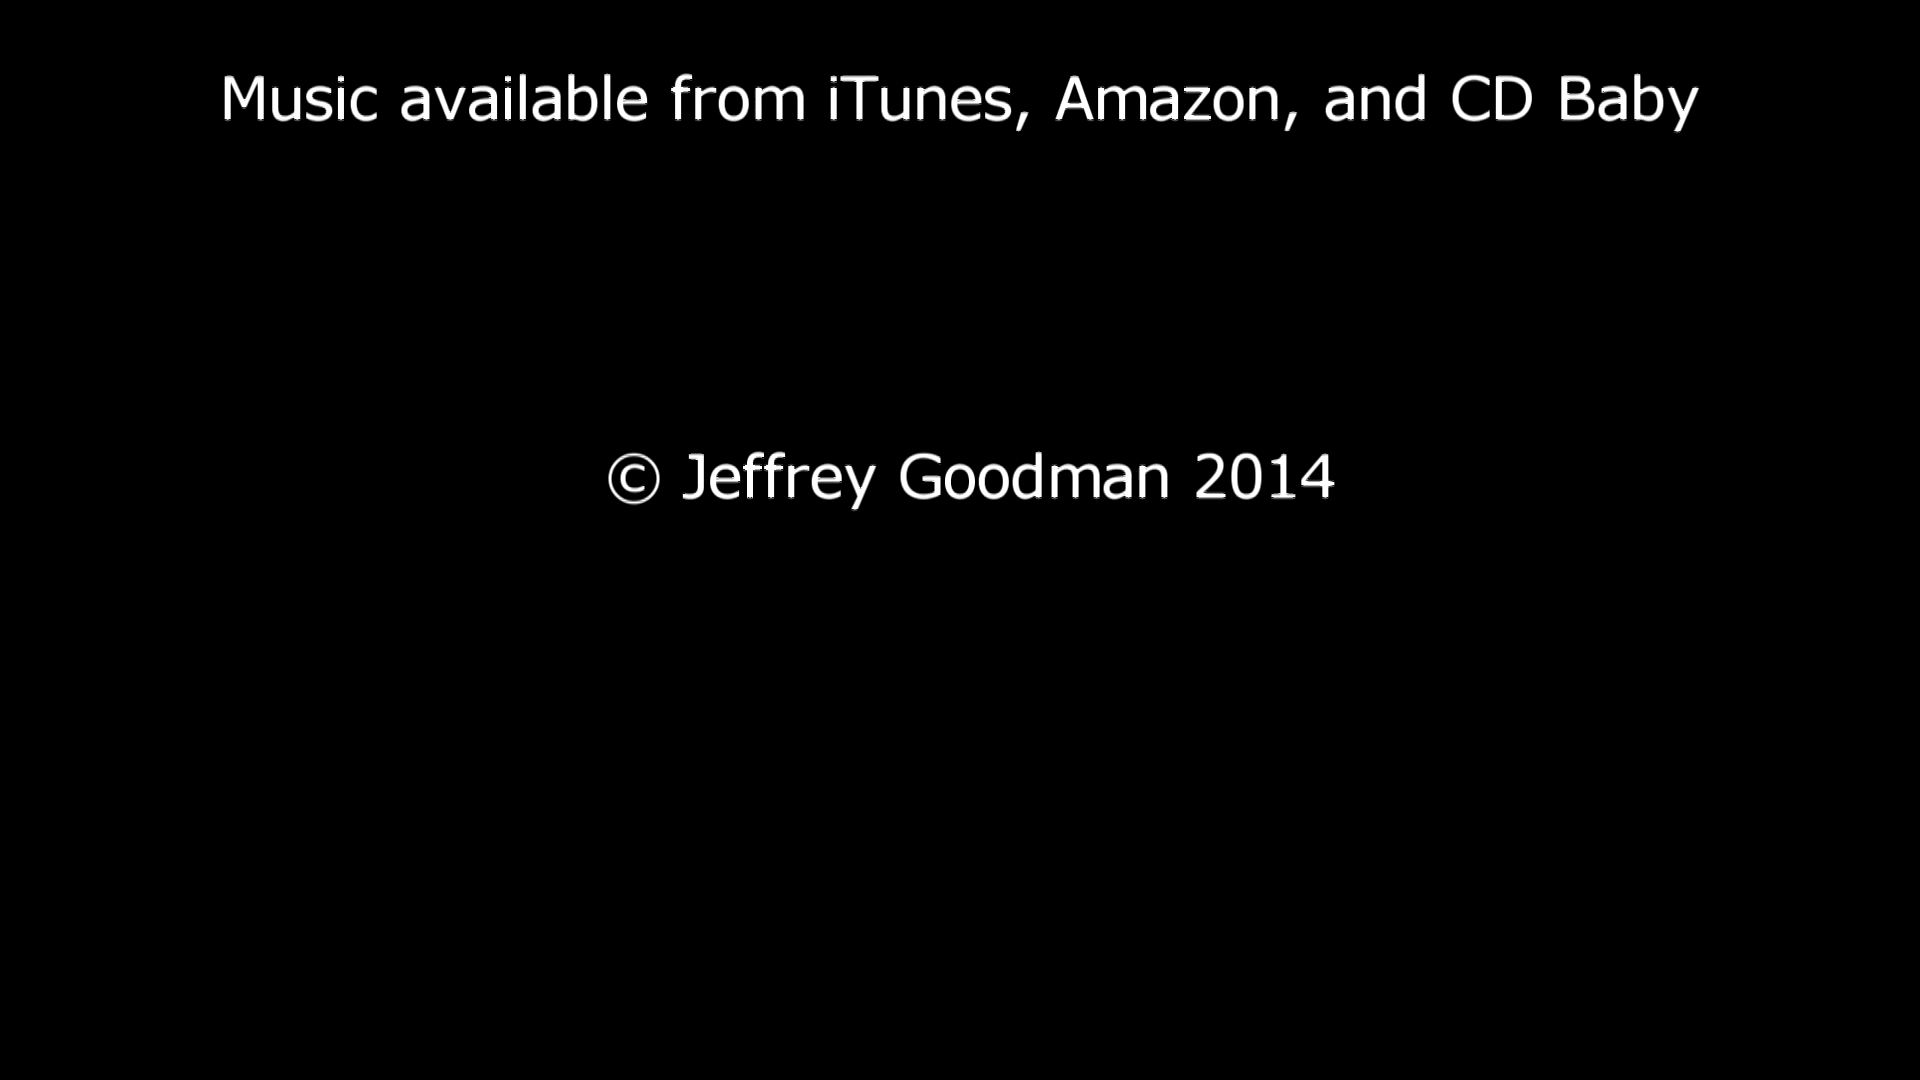 Music available from iTunes, Amazon, and CD Baby
© Jeffrey Goodman 2014